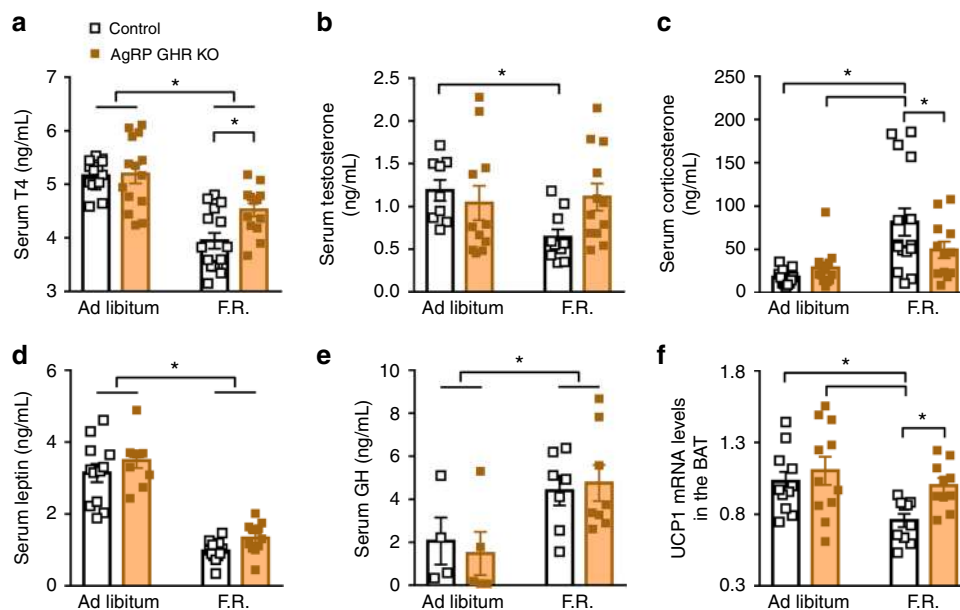 a
Control
AgRP GHR KO
Serum T4 (ng/mL)
7
6
5
4
3
*
*
Ad libitum F.R.
b
Serum testosterone
(ng/mL)
2.5
2.0
1.5
1.0
0.5
0.0
*
Ad libitum F.R.
c
Serum corticosterone
(ng/mL)
250
200
150
100
50
0
*
*
Ad libitum F.R.
d
Serum leptin (ng/mL)
6
4
2
0
*
Ad libitum F.R.
e
Serum GH (ng/mL)
10
8
6
4
2
0
*
Ad libitum F.R.
f
UCP1 mRNA levels
in the BAT
1.8
1.3
0.8
0.3
*
*
Ad libitum F.R.